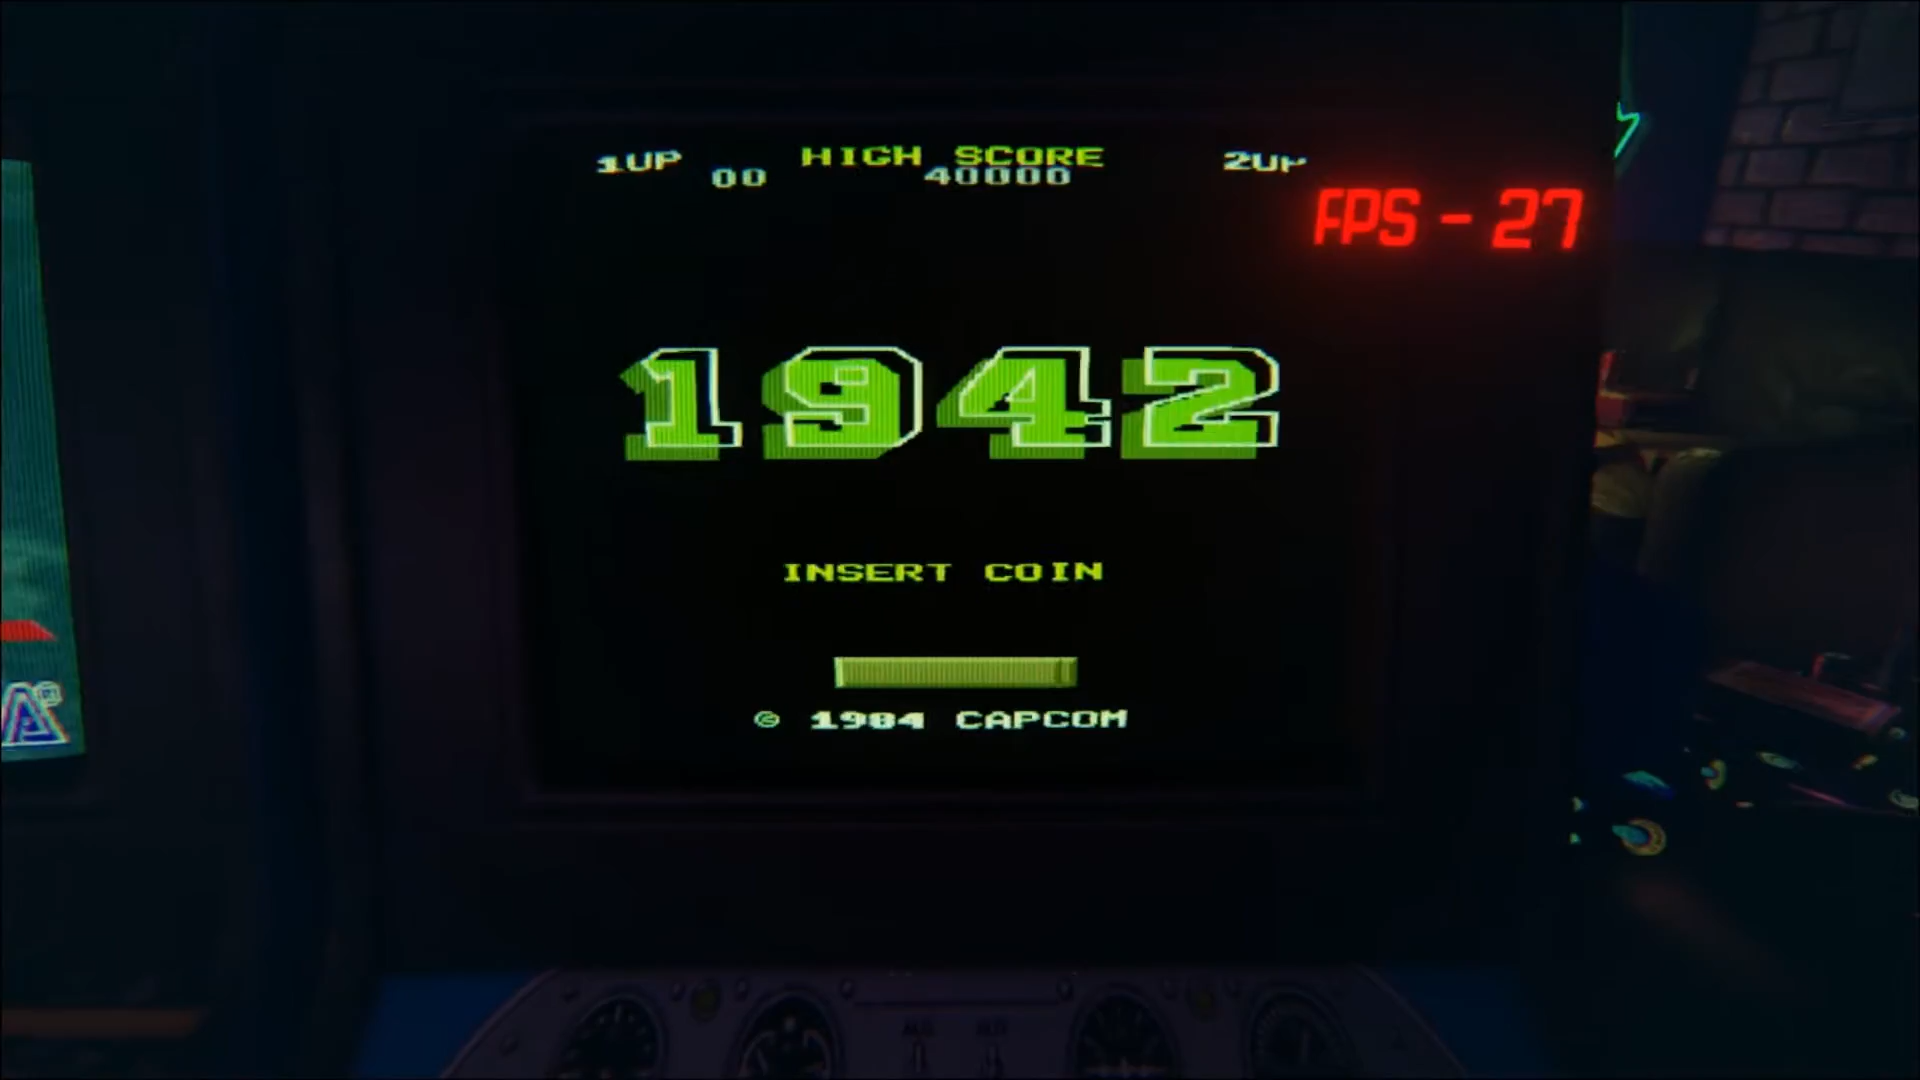 1UP HIGH SCORE 2UP
00 40000
FPS - 27
1942
INSERT COIN
© 1984 CAPCOM